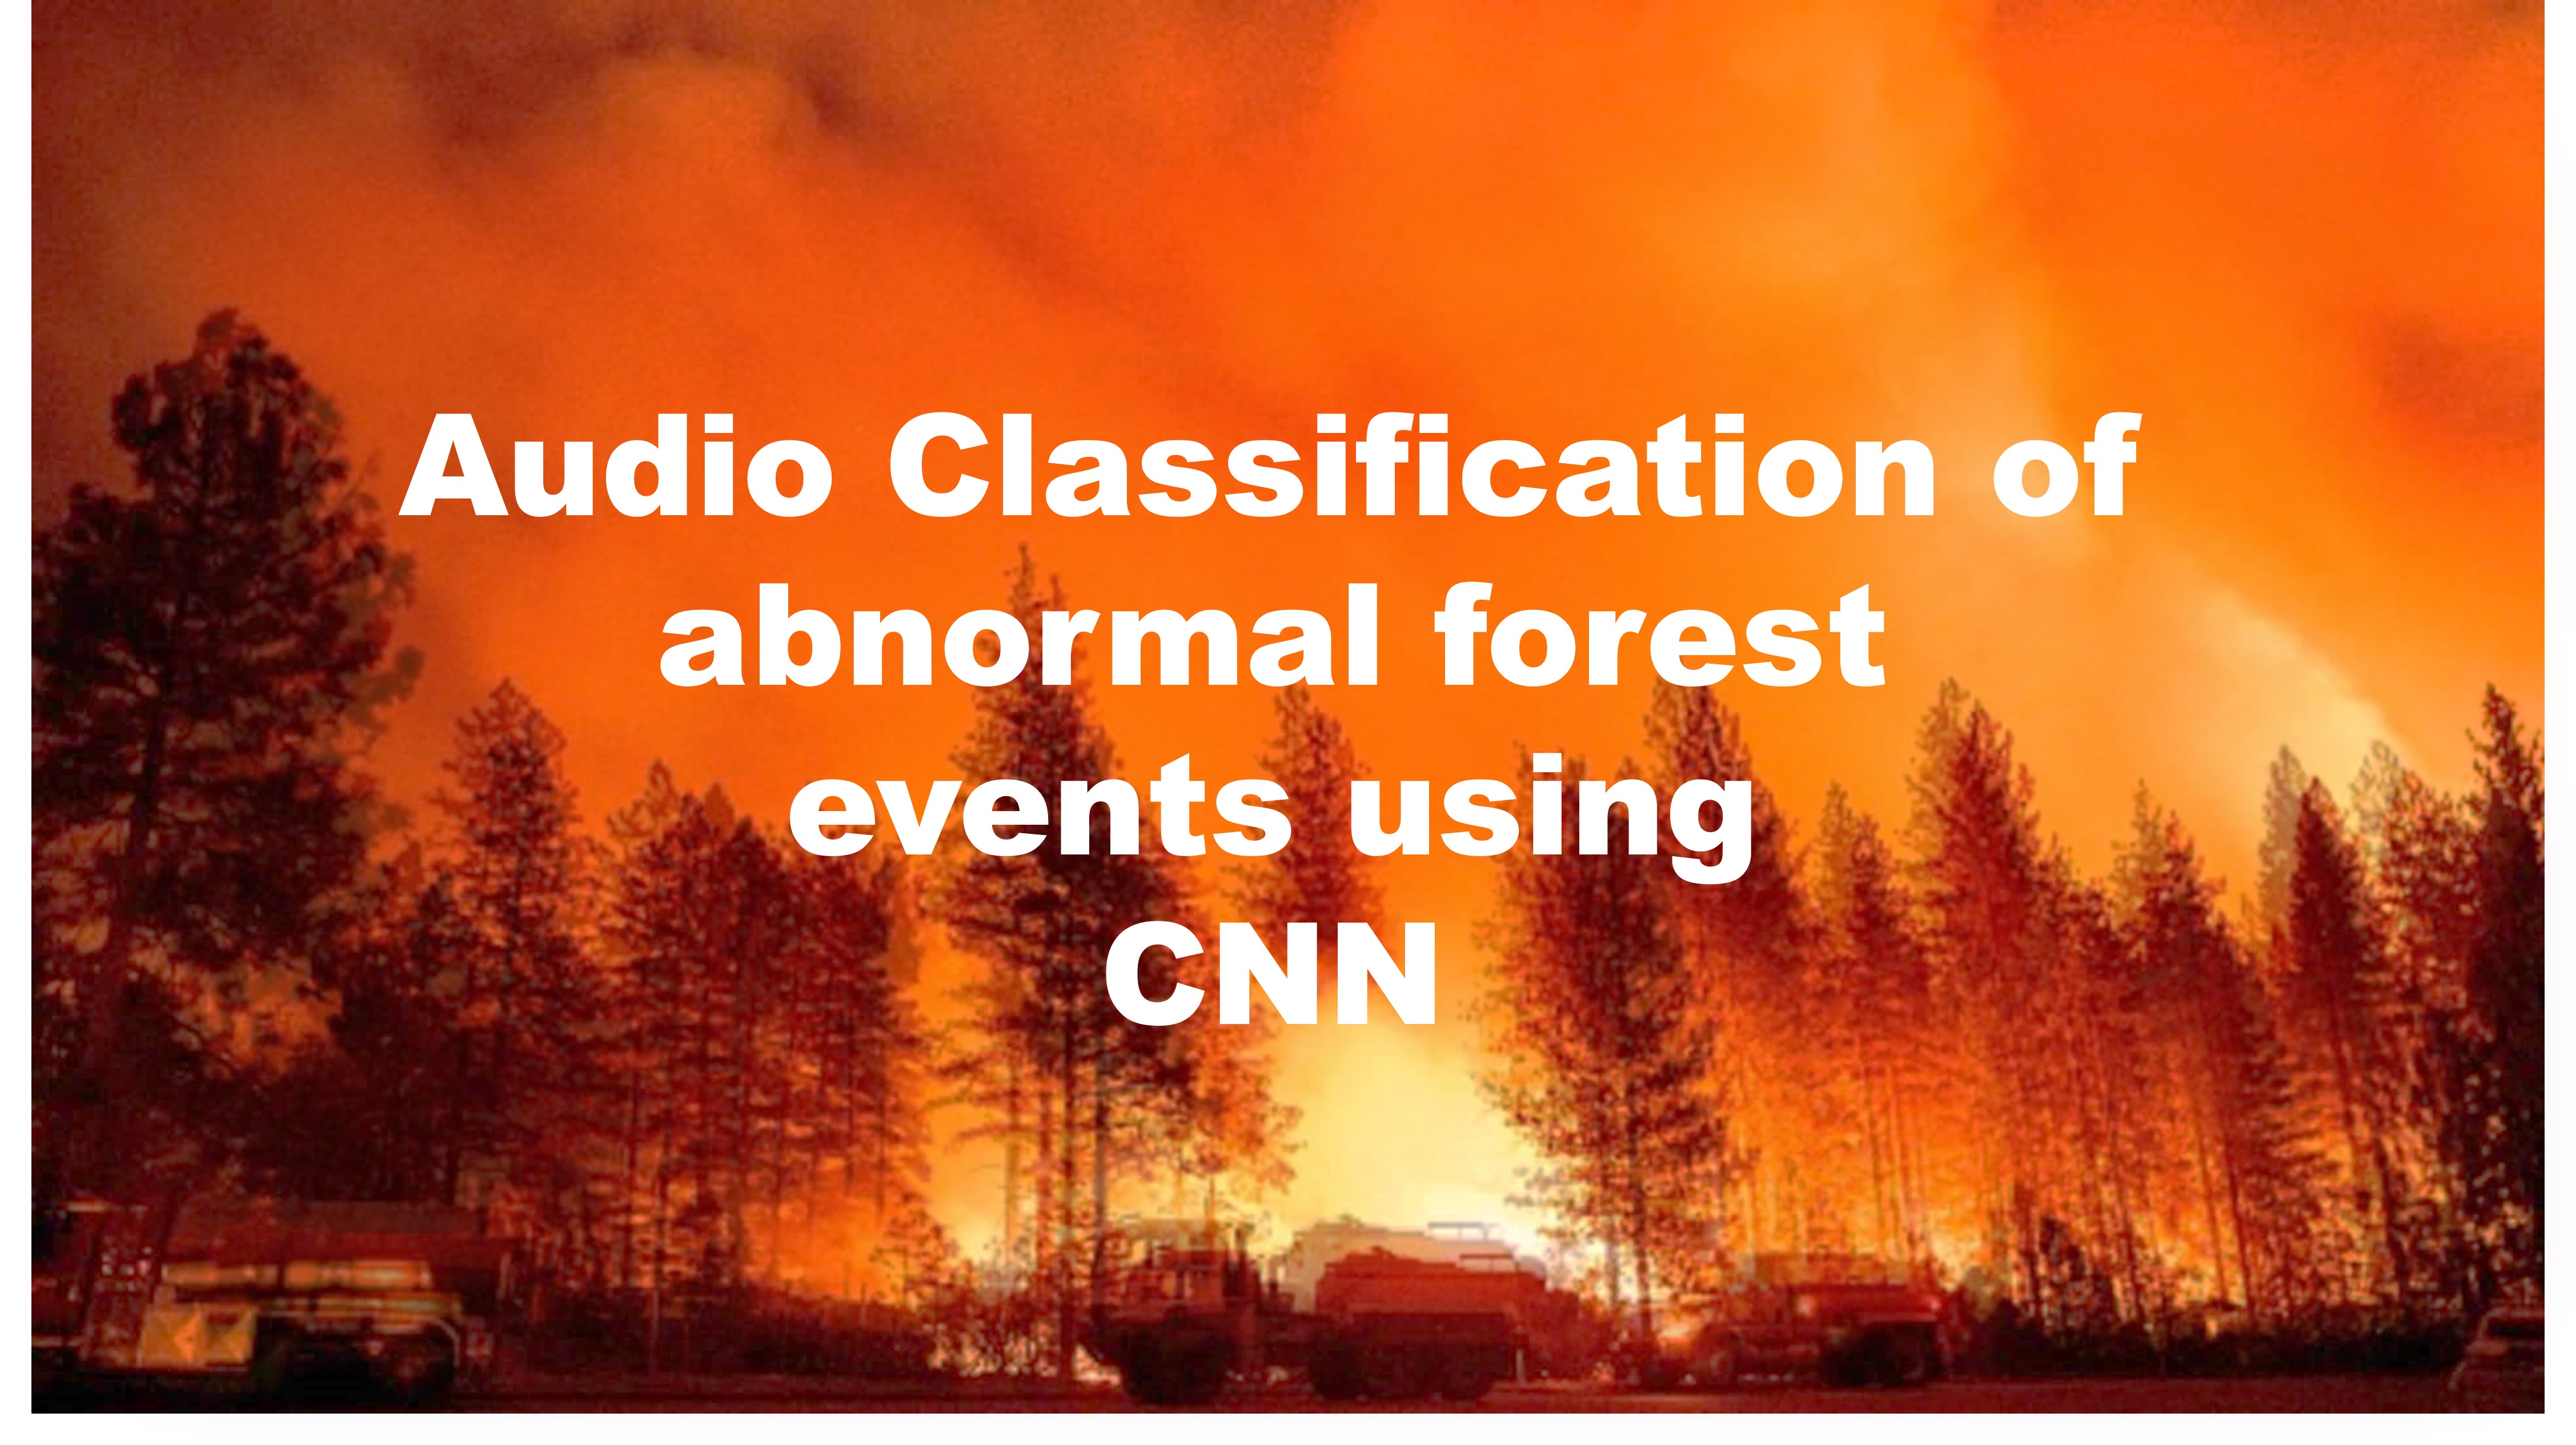 Audio Classification of
abnormal forest
events using
CNN